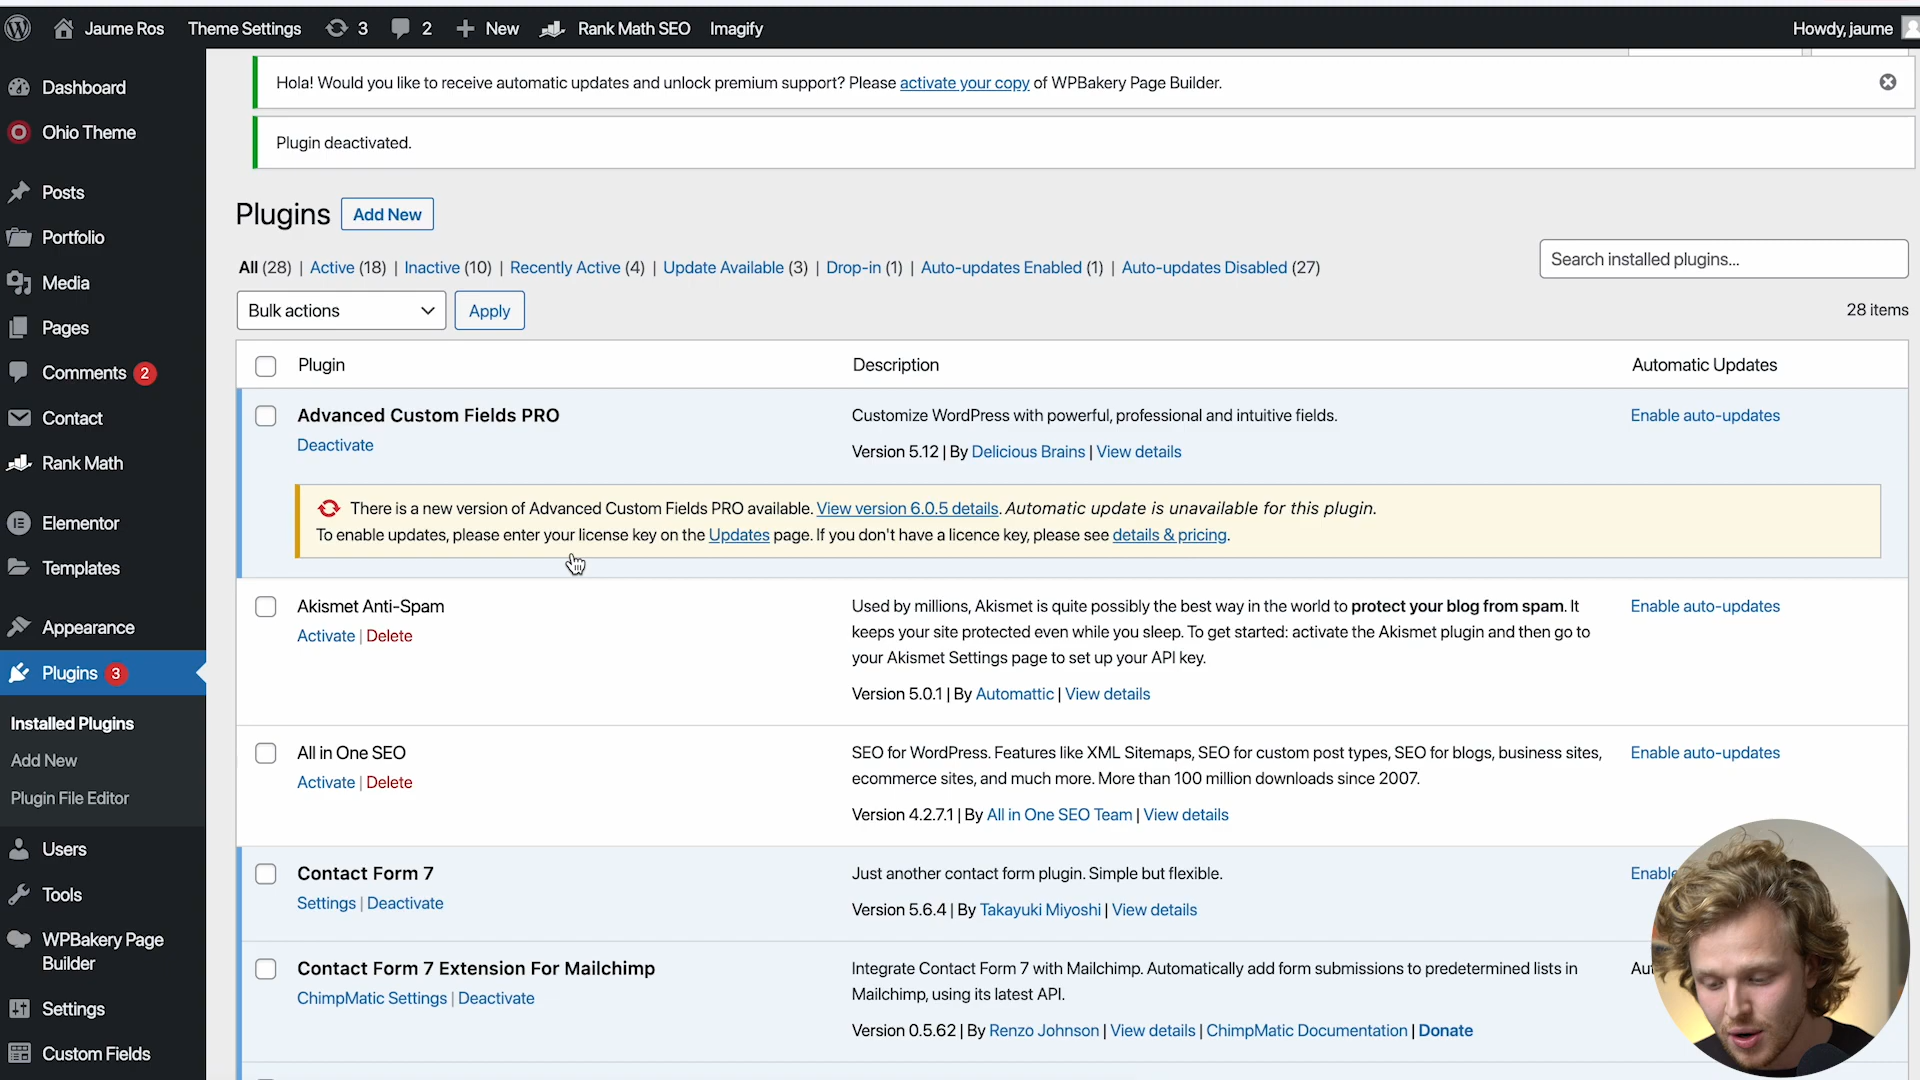 Jaume Ros
Theme Settings
3
2
New
Rank Math SEO
Imagify
Howdy, jaume
Dashboard
Ohio Theme
Posts
Portfolio
Media
Pages
Comments 2
Contact
Rank Math
Elementor
Templates
Appearance
Plugins 3
Installed Plugins
Add New
Plugin File Editor
Users
Tools
WPBakery Page
Builder
Settings
Custom Fields
Hola! Would you like to receive automatic updates and unlock premium support? Please activate your copy of WPBakery Page Builder.
Plugin deactivated.
Plugins Add New
All (28) | Active (18) | Inactive (10) | Recently Active (4) | Update Available (3) | Drop-in (1) | Auto-updates Enabled (1) | Auto-updates Disabled (27)
Search installed plugins...
Bulk actions Apply
28 items
Plugin Description Automatic Updates
Advanced Custom Fields PRO
Deactivate
Customize WordPress with powerful, professional and intuitive fields.
Version 5.12 | By Delicious Brains | View details
Enable auto-updates
There is a new version of Advanced Custom Fields PRO available. View version 6.0.5 details. Automatic update is unavailable for this plugin.
To enable updates, please enter your license key on the Updates page. If you don't have a licence key, please see details & pricing.
Akismet Anti-Spam
Activate | Delete
Used by millions, Akismet is quite possibly the best way in the world to protect your blog from spam. It
keeps your site protected even while you sleep. To get started: activate the Akismet plugin and then go to
your Akismet Settings page to set up your API key.
Version 5.0.1 | By Automattic | View details
Enable auto-updates
All in One SEO
Activate | Delete
SEO for WordPress. Features like XML Sitemaps, SEO for custom post types, SEO for blogs, business sites,
ecommerce sites, and much more. More than 100 million downloads since 2007.
Version 4.2.7.1 | By All in One SEO Team | View details
Enable auto-updates
Contact Form 7
Settings | Deactivate
Just another contact form plugin. Simple but flexible.
Version 5.6.4 | By Takayuki Miyoshi | View details
Enable
Contact Form 7 Extension For Mailchimp
ChimpMatic Settings | Deactivate
Integrate Contact Form 7 with Mailchimp. Automatically add form submissions to predetermined lists in
Mailchimp, using its latest API.
Version 0.5.62 | By Renzo Johnson | View details | ChimpMatic Documentation | Donate